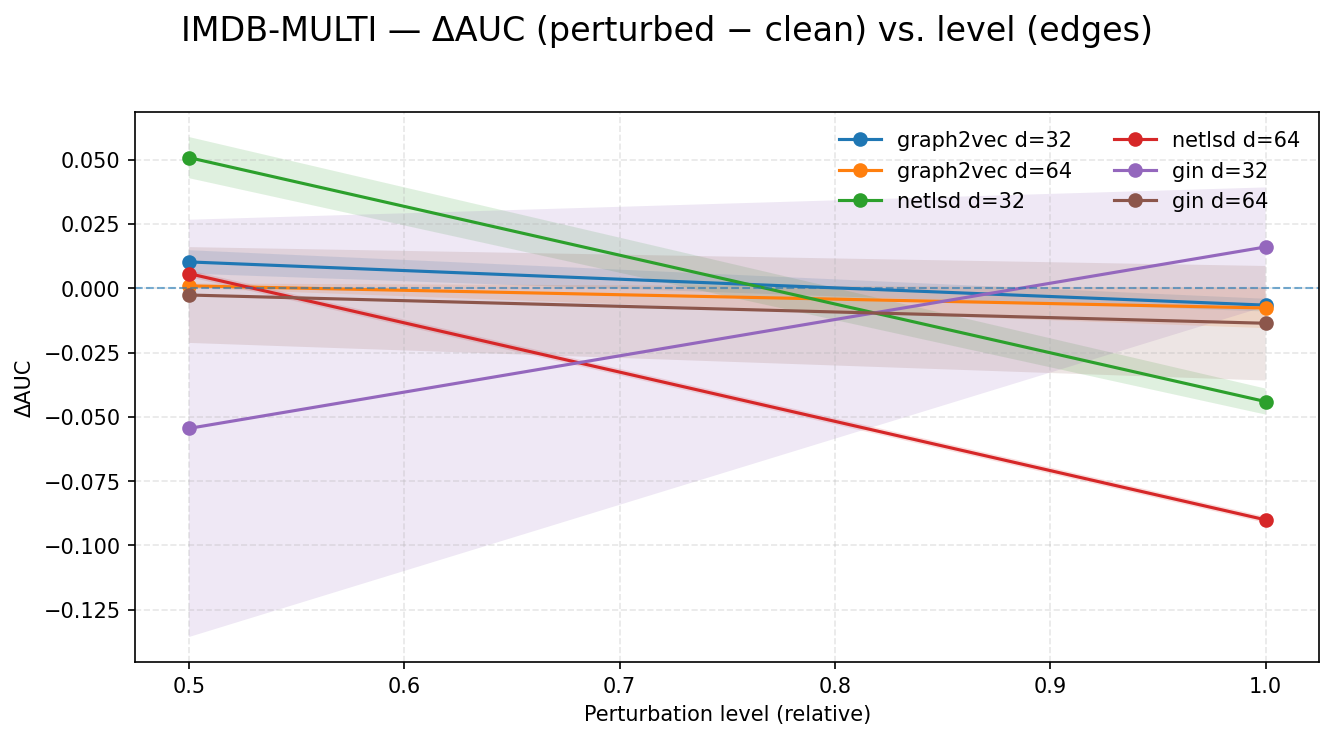 IMDB-MULTI — ΔAUC (perturbed − clean) vs. level (edges)
graph2vec d=32
graph2vec d=64
netlsd d=32
netlsd d=64
gin d=32
gin d=64
ΔAUC
0.050
0.025
0.000
−0.025
−0.050
−0.075
−0.100
−0.125
0.5 0.6 0.7 0.8 0.9 1.0
Perturbation level (relative)